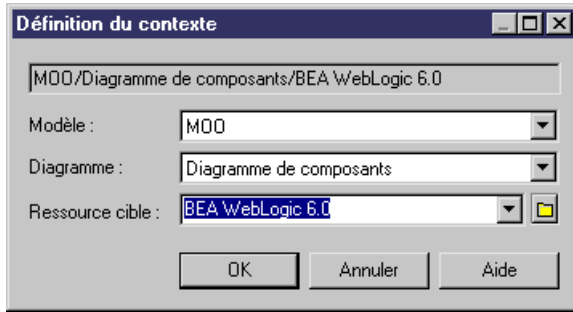 Définition du contexte
MOO/Diagramme de composants/BEA WebLogic 6.0
Modèle : MOO
Diagramme : Diagramme de composants
Ressource cible : BEA WebLogic 6.0
OK Annuler Aide